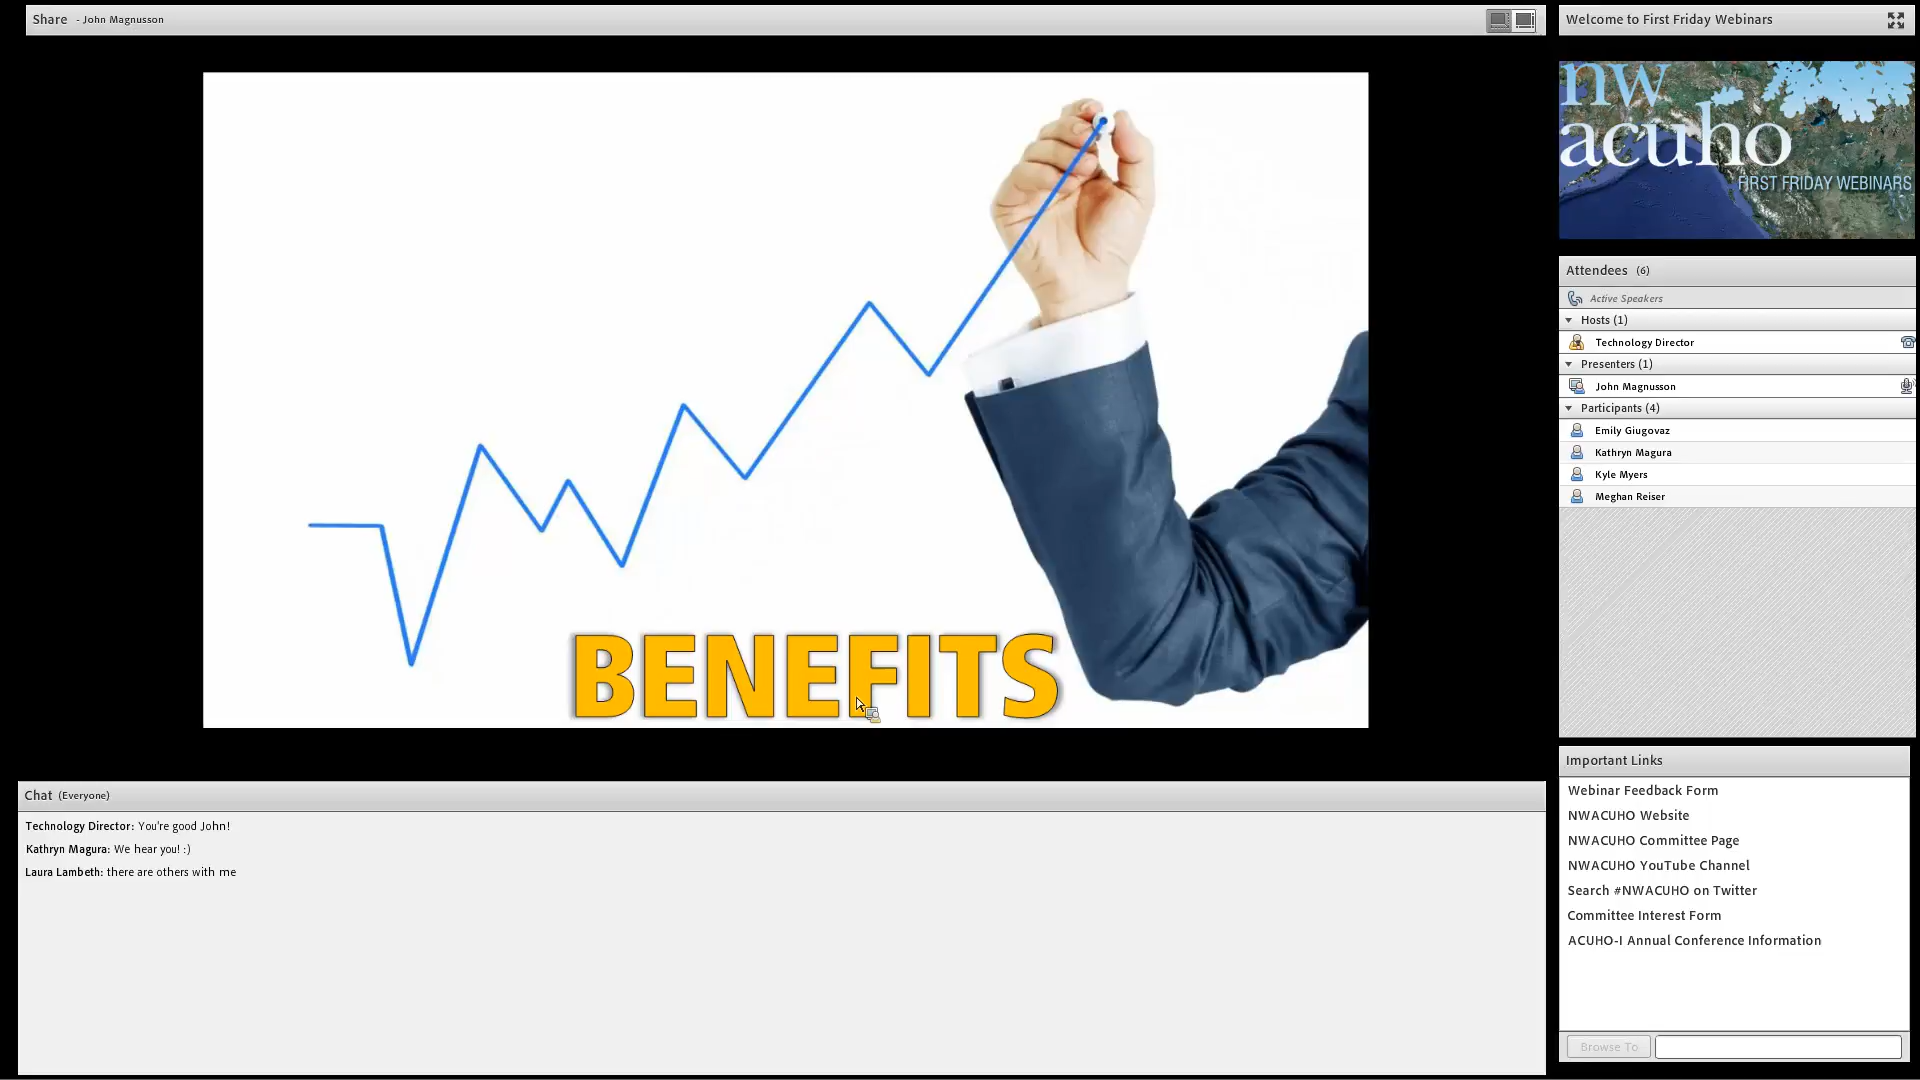 Share - John Magnusson
Welcome to First Friday Webinars
nw
acuho
FIRST FRIDAY WEBINARS
BENEFITS
Attendees (6)
Active Speakers
Hosts (1)
Technology Director
Presenters (1)
John Magnusson
Participants (4)
Emily Giugovaz
Kathryn Magura
Kyle Myers
Meghan Reiser
Chat (Everyone)
Technology Director: You're good John!
Kathryn Magura: We hear you! :)
Laura Lambeth: there are others with me
Important Links
Webinar Feedback Form
NWACUHO Website
NWACUHO Committee Page
NWACUHO YouTube Channel
Search #NWACUHO on Twitter
Committee Interest Form
ACUHO-I Annual Conference Information
Browse To